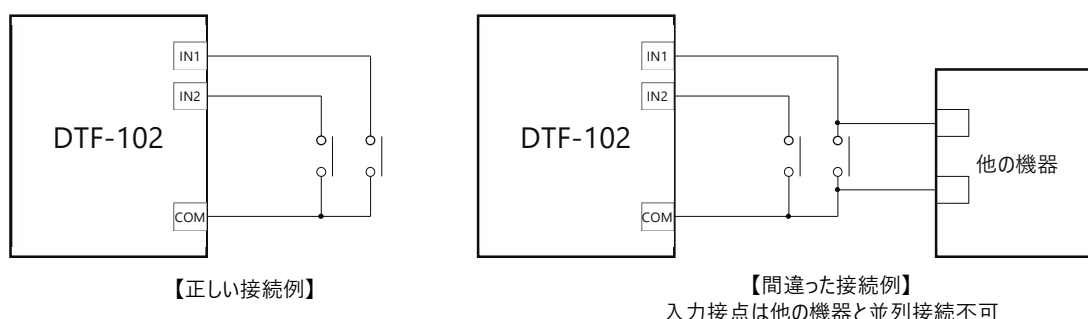 IN1
IN2
DTF-102
COM
【正しい接続例】
IN1
IN2
DTF-102
COM
他の機器
【間違った接続例】
入力接点は他の機器と並列接続不可